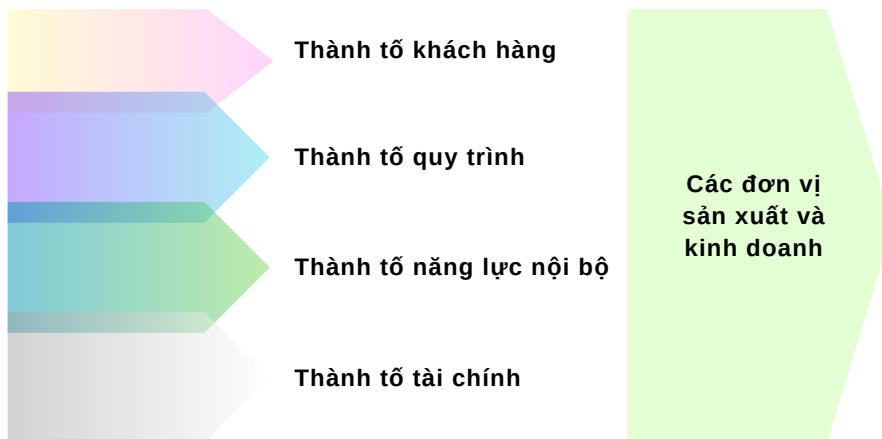 Thành tố khách hàng
Thành tố quy trình
Thành tố năng lực nội bộ
Thành tố tài chính
Các đơn vị
sản xuất và
kinh doanh